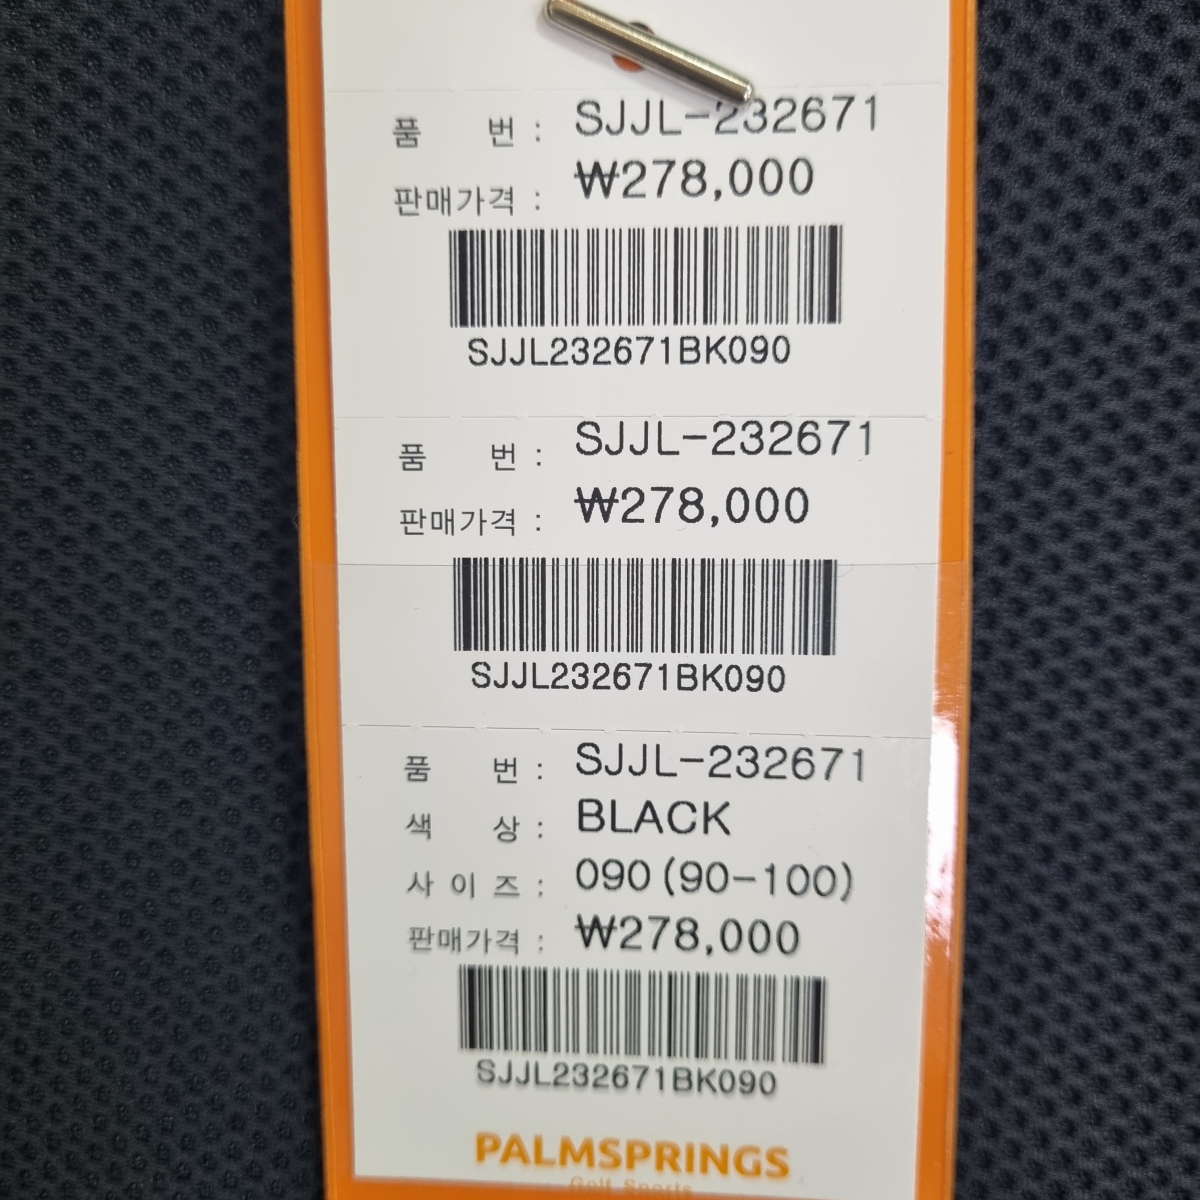 품 번 : SJJL-232671
판매가격 : ₩278,000
SJJL232671BK090
품 번 : SJJL-232671
판매가격 : ₩278,000
SJJL232671BK090
품 번 : SJJL-232671
색 상 : BLACK
사 이 즈 : 090 (90-100)
판매가격 : ₩278,000
SJJL232671BK090
PALMSPRINGS
Golf Sports